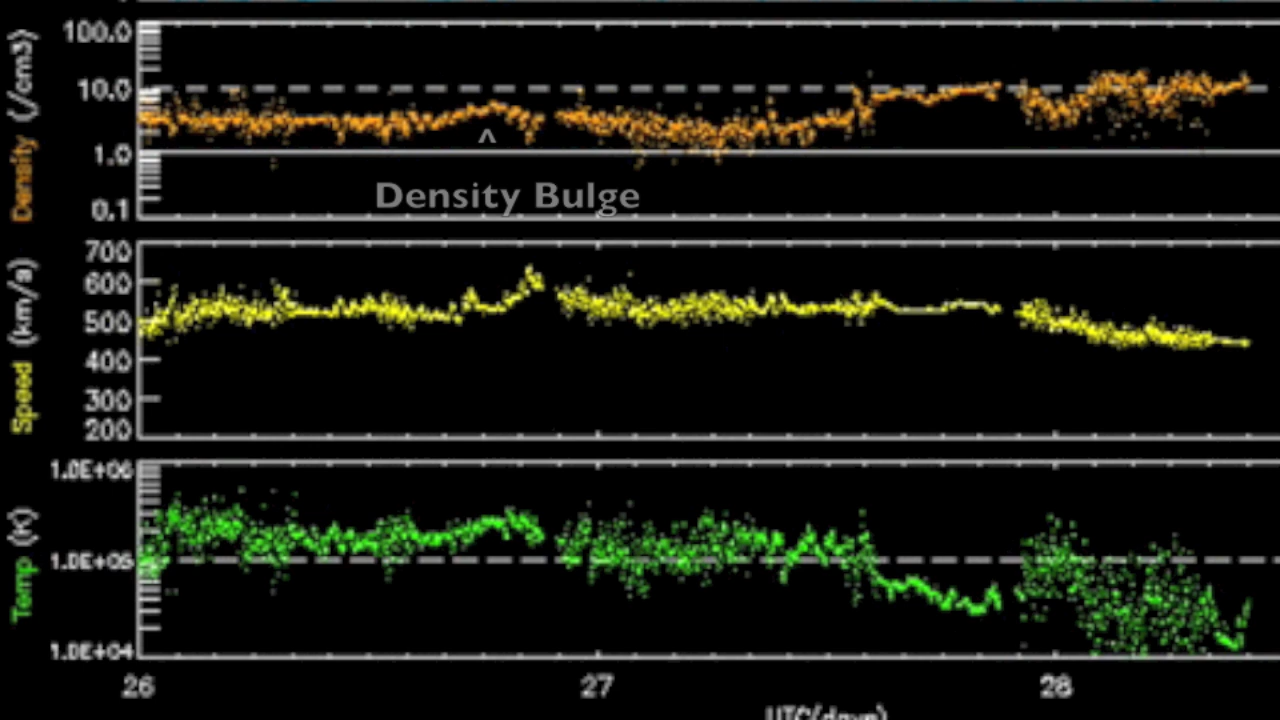 Density (/cm3)
100.0
10.0
1.0
0.1
^
Density Bulge
Speed (km/s)
700
600
500
400
300
200
Temp (K)
1.0E+06
1.0E+05
1.0E+04
26 27 28